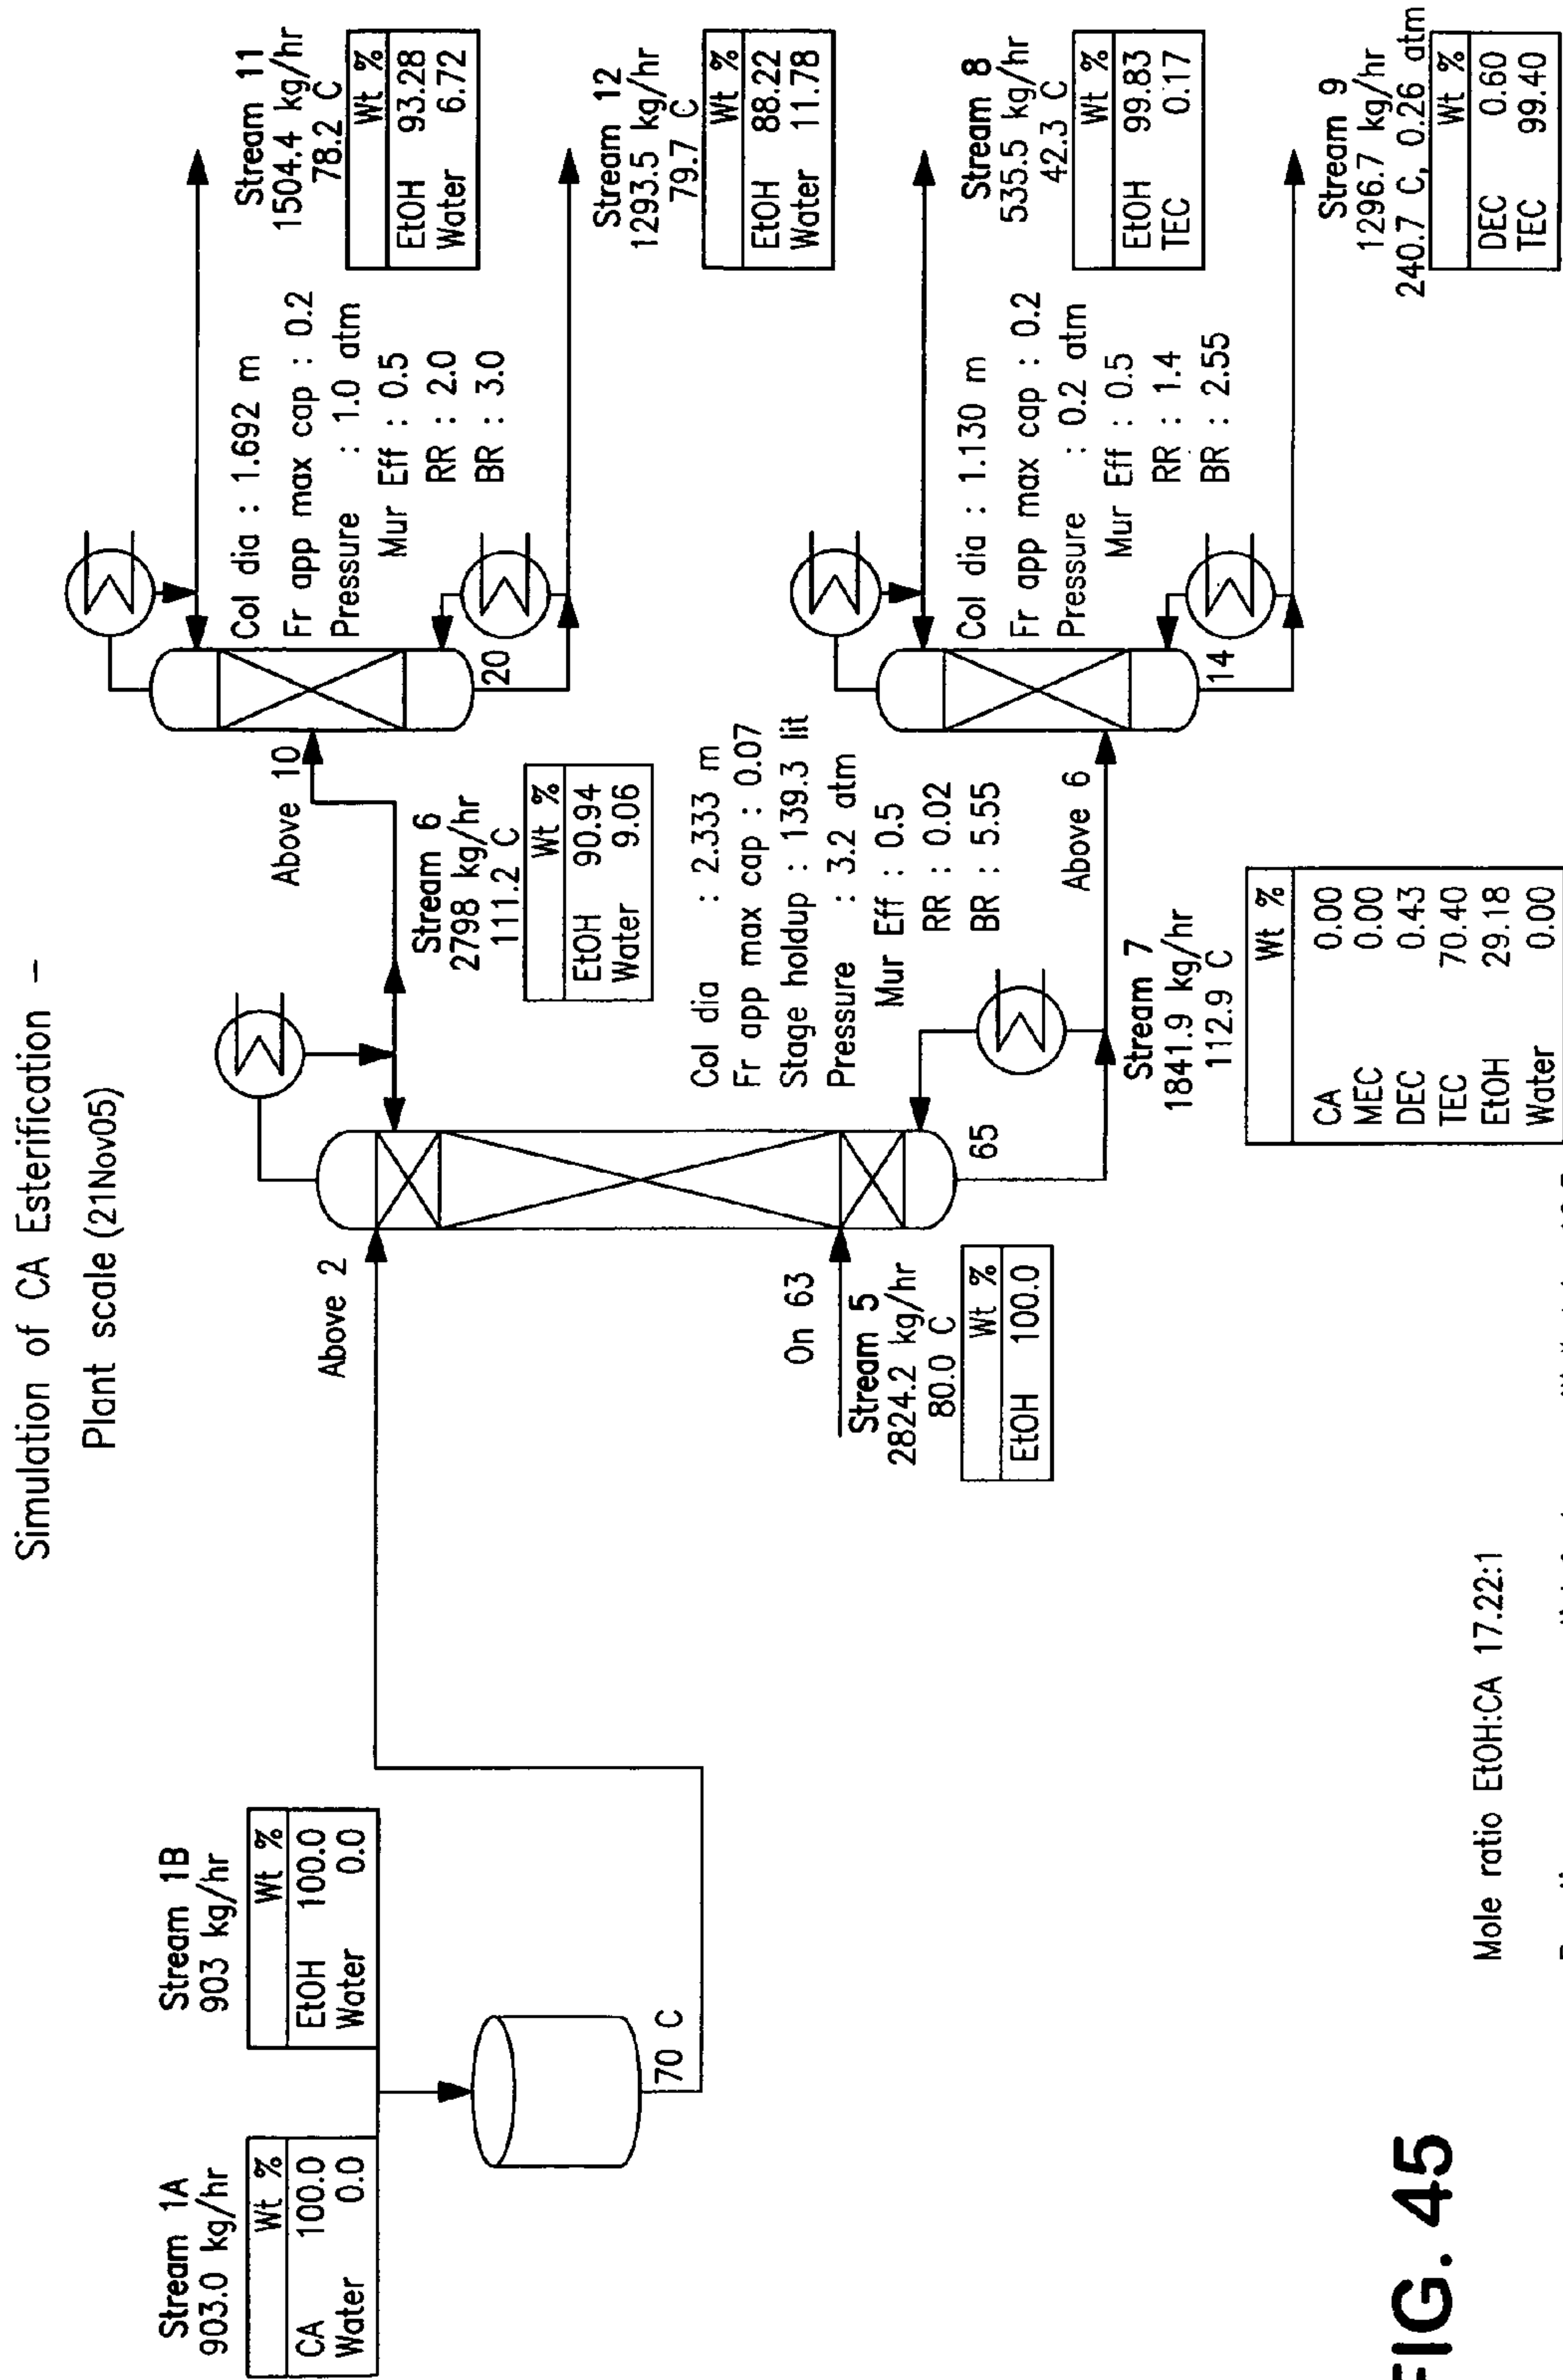 Simulation of CA Esterification –
Plant scale (21Nov05)
Stream 1A
903.0 kg/hr
Wt %
CA 100.0
Water 0.0
Stream 1B
903 kg/hr
Wt %
EtOH 100.0
Water 0.0
70 C
Above 2
On 63
Stream 5
2824.2 kg/hr
80.0 C
Wt %
EtOH 100.0
65
Stream 6
2798 kg/hr
111.2 C
Wt %
EtOH 90.94
Water 9.06
Col dia : 2.333 m
Fr app max cap : 0.07
Stage holdup : 139.3 lit
Pressure : 3.2 atm
Mur Eff : 0.5
RR : 0.02
BR : 5.55
Stream 7
1841.9 kg/hr
112.9 C
Wt %
CA 0.00
MEC 0.00
DEC 0.43
TEC 70.40
EtOH 29.18
Water 0.00
Above 10
20
Col dia : 1.692 m
Fr app max cap : 0.2
Pressure : 1.0 atm
Mur Eff : 0.5
RR : 2.0
BR : 3.0
Stream 11
1504.4 kg/hr
78.2 C
Wt %
EtOH 93.28
Water 6.72
Stream 12
1293.5 kg/hr
79.7 C
Wt %
EtOH 88.22
Water 11.78
Above 6
14
Col dia : 1.130 m
Fr app max cap : 0.2
Pressure : 0.2 atm
Mur Eff : 0.5
RR : 1.4
BR : 2.55
Stream 8
535.5 kg/hr
42.3 C
Wt %
EtOH 99.83
TEC 0.17
Stream 9
1296.7 kg/hr
240.7 C, 0.26 atm
Wt %
DEC 0.60
TEC 99.40
Mole ratio EtOH:CA 17.22:1
FIG. 45